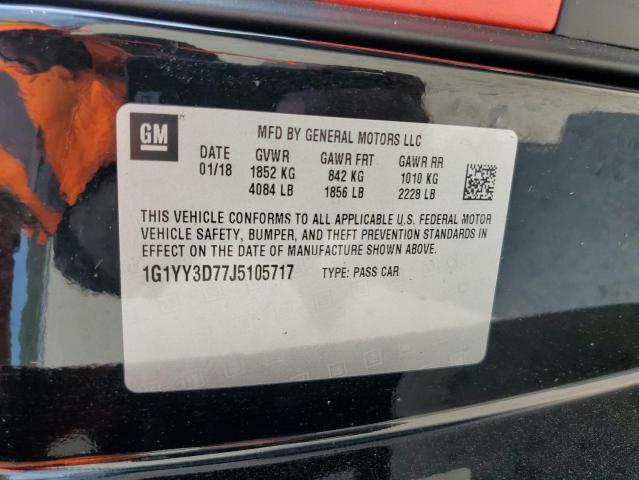 GM
MFD BY GENERAL MOTORS LLC
DATE GVWR GAWR FRT GAWR RR
01/18 1852 KG 842 KG 1010 KG
4084 LB 1856 LB 2228 LB
THIS VEHICLE CONFORMS TO ALL APPLICABLE U.S. FEDERAL MOTOR
VEHICLE SAFETY, BUMPER, AND THEFT PREVENTION STANDARDS IN
EFFECT ON THE DATE OF MANUFACTURE SHOWN ABOVE.
1G1YY3D77J5105717 TYPE: PASS CAR